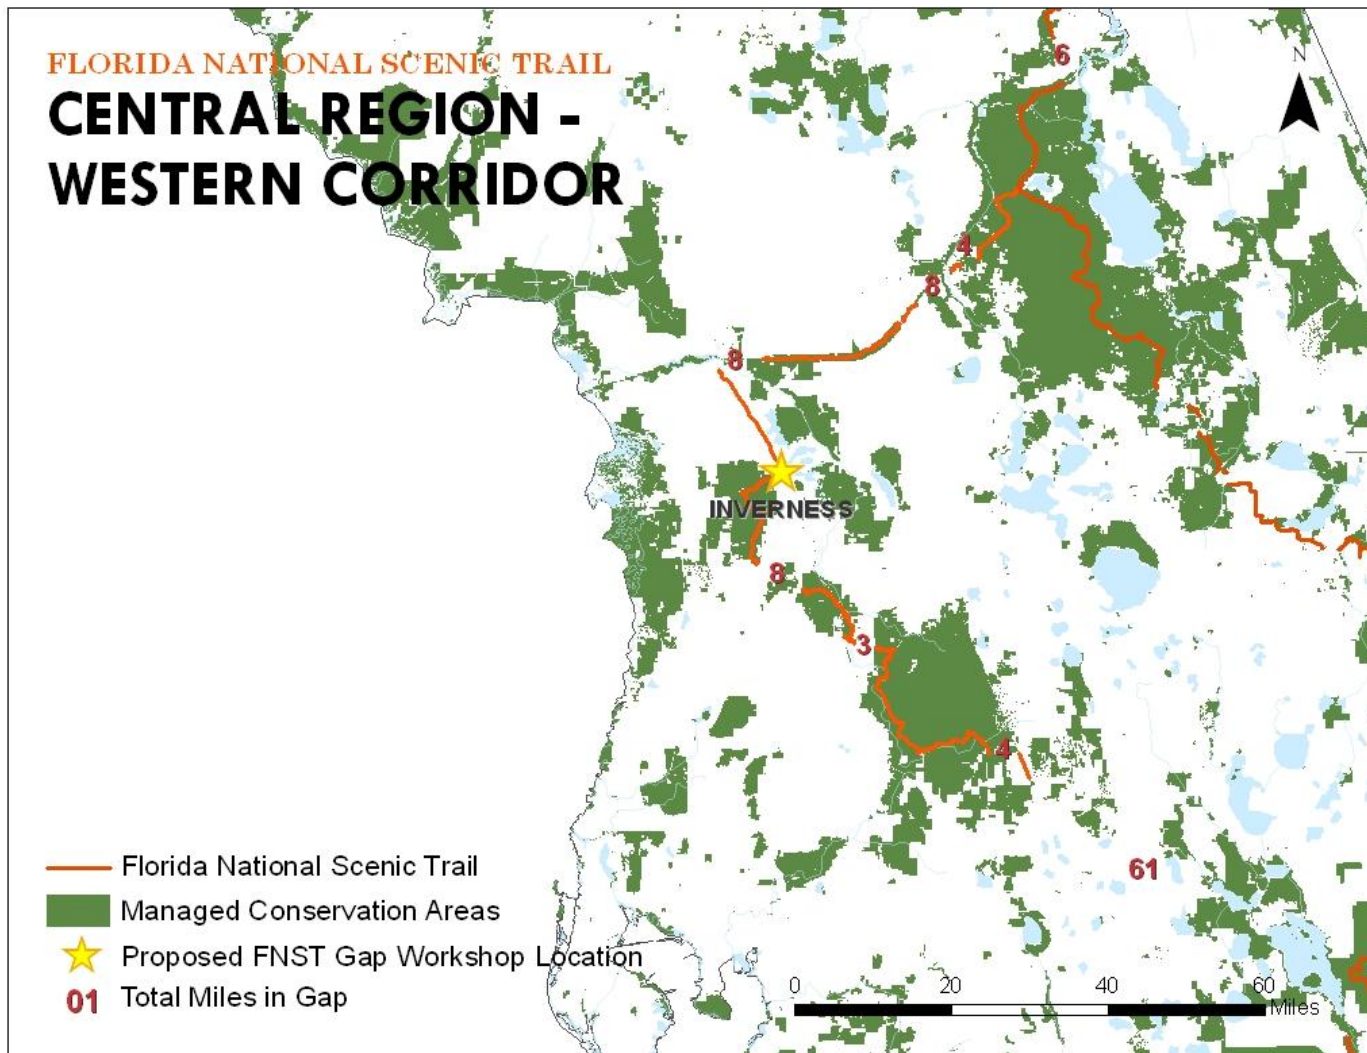 FLORIDA NATIONAL SCENIC TRAIL
CENTRAL REGION -
WESTERN CORRIDOR
6
N
4
8
8
INVERNESS
8
3
4
61
Florida National Scenic Trail
Managed Conservation Areas
Proposed FNST Gap Workshop Location
01 Total Miles in Gap
0 20 40 60
Miles